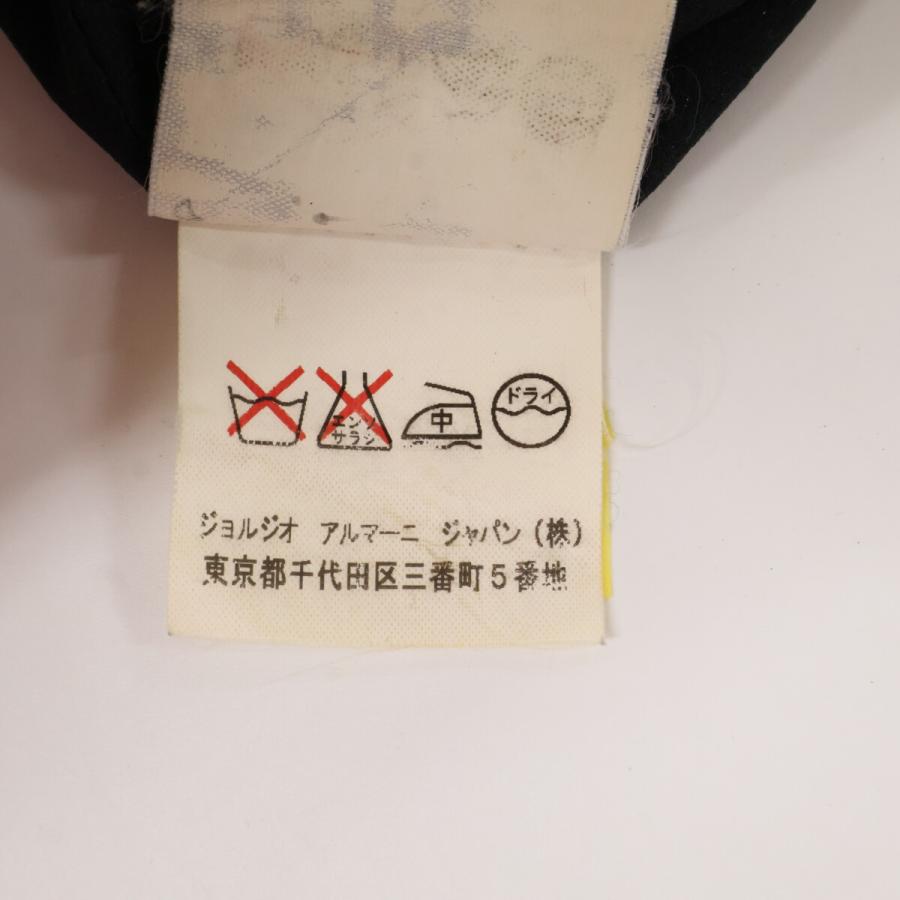 エンソ
サラシ
中
ドライ
ジョルジオ アルマーニ ジャパン(株)
東京都千代田区三番町5番地